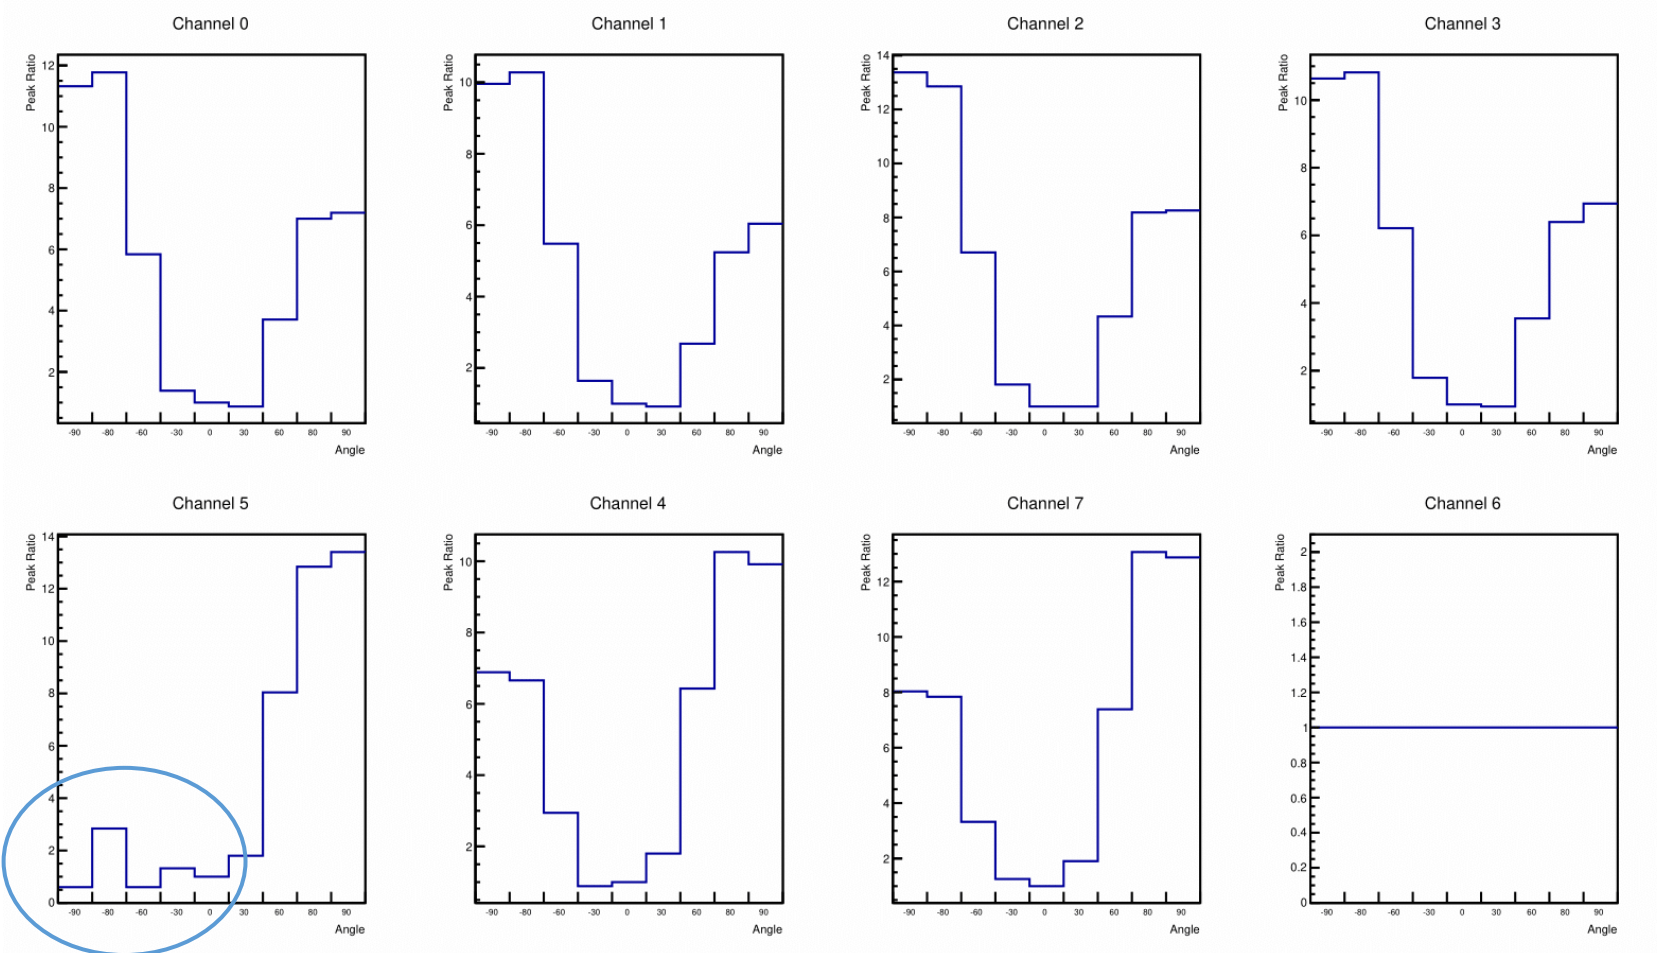 Channel 0
Peak Ratio
12
10
8
6
4
2
-90 -80 -60 -30 0 30 60 80 90
Angle
Channel 1
Peak Ratio
10
8
6
4
2
-90 -80 -60 -30 0 30 60 80 90
Angle
Channel 2
Peak Ratio
14
12
10
8
6
4
2
-90 -80 -60 -30 0 30 60 80 90
Angle
Channel 3
Peak Ratio
10
8
6
4
2
-90 -80 -60 -30 0 30 60 80 90
Angle
Channel 5
Peak Ratio
14
12
10
8
6
4
2
0
-90 -80 -60 -30 0 30 60 80 90
Angle
Channel 4
Peak Ratio
10
8
6
4
2
-90 -80 -60 -30 0 30 60 80 90
Angle
Channel 7
Peak Ratio
12
10
8
6
4
2
-90 -80 -60 -30 0 30 60 80 90
Angle
Channel 6
Peak Ratio
2
1.8
1.6
1.4
1.2
1
0.8
0.6
0.4
0.2
0
-90 -80 -60 -30 0 30 60 80 90
Angle